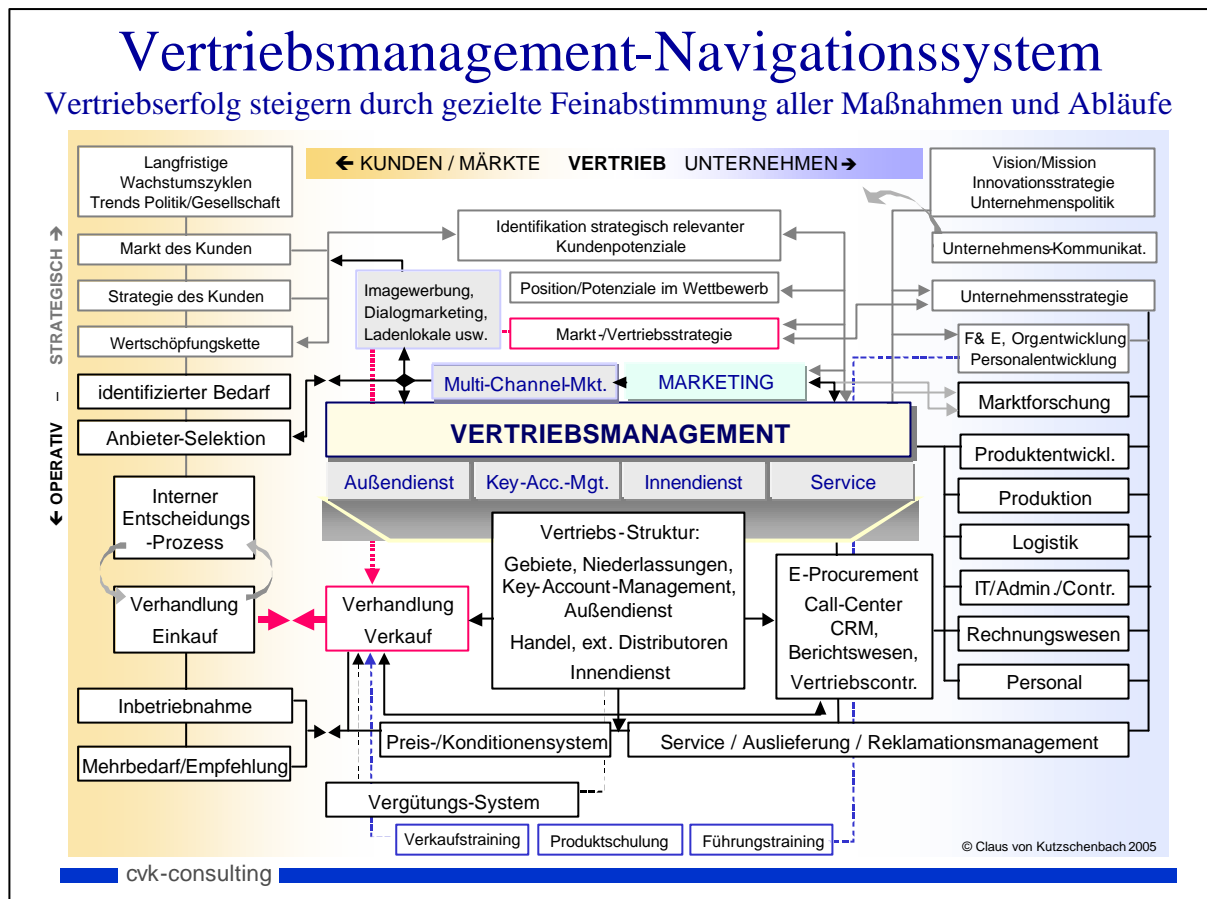 Vertriebsmanagement-Navigationssystem
Vertriebserfolg steigern durch gezielte Feinabstimmung aller Maßnahmen und Abläufe
← KUNDEN / MÄRKTE VERTRIEB UNTERNEHMEN →
← OPERATIV – STRATEGISCH →
Langfristige
Wachstumszyklen
Trends Politik/Gesellschaft
Markt des Kunden
Strategie des Kunden
Wertschöpfungskette
identifizierter Bedarf
Anbieter-Selektion
Interner
Entscheidungs
-Prozess
Verhandlung
Einkauf
Inbetriebnahme
Mehrbedarf/Empfehlung
Identifikation strategisch relevanter
Kundenpotenziale
Imagewerbung,
Dialogmarketing,
Ladenlokale usw.
Position/Potenziale im Wettbewerb
Markt-/Vertriebsstrategie
Multi-Channel-Mkt.
MARKETING
VERTRIEBSMANAGEMENT
Außendienst
Key-Acc.-Mgt.
Innendienst
Service
Vertriebs-Struktur:
Gebiete, Niederlassungen,
Key-Account-Management,
Außendienst
Handel, ext. Distributoren
Innendienst
Verhandlung
Verkauf
E-Procurement
Call-Center
CRM,
Berichtswesen,
Vertriebscontr.
Preis-/Konditionensystem
Service / Auslieferung / Reklamationsmanagement
Vergütungs-System
Verkaufstraining
Produktschulung
Führungstraining
Vision/Mission
Innovationsstrategie
Unternehmenspolitik
Unternehmens-Kommunikat.
Unternehmensstrategie
F& E, Org.entwicklung
Personalentwicklung
Marktforschung
Produktentwickl.
Produktion
Logistik
IT/Admin./Contr.
Rechnungswesen
Personal
© Claus von Kutzschenbach 2005
cvk-consulting